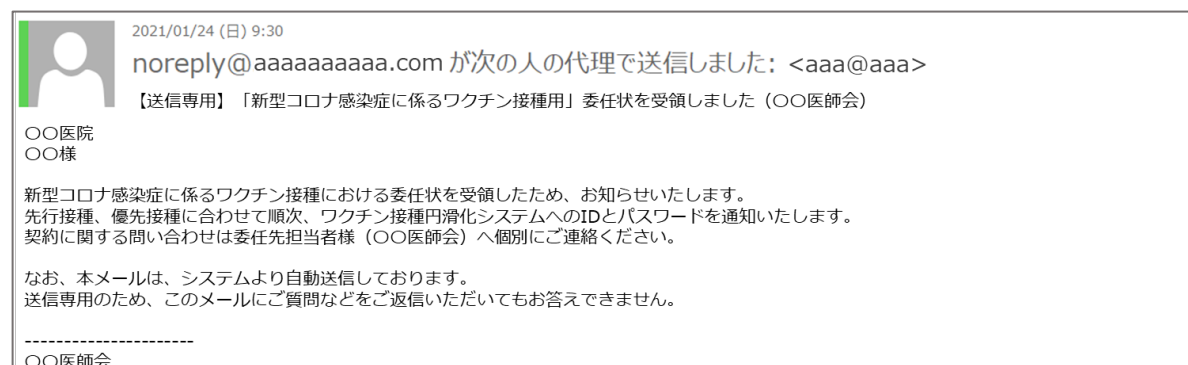 2021/01/24 (日) 9:30
noreply@aaaaaaaaaa.com が次の人の代理で送信しました: <aaa@aaa>
【送信専用】「新型コロナ感染症に係るワクチン接種用」委任状を受領しました（〇〇医師会）
〇〇医院
〇〇様
新型コロナ感染症に係るワクチン接種における委任状を受領したため、お知らせいたします。
先行接種、優先接種に合わせて順次、ワクチン接種円滑化システムへのIDとパスワードを通知いたします。
契約に関する問い合わせは委任先担当者様（〇〇医師会）へ個別にご連絡ください。
なお、本メールは、システムより自動送信しております。
送信専用のため、このメールにご質問などをご返信いただいてもお答えできません。
----------------------
〇〇医師会